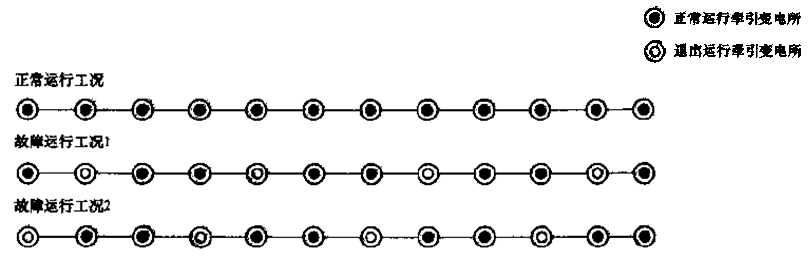 正常运行牵引变电所
退出运行牵引变电所
正常运行工况
故障运行工况1
故障运行工况2